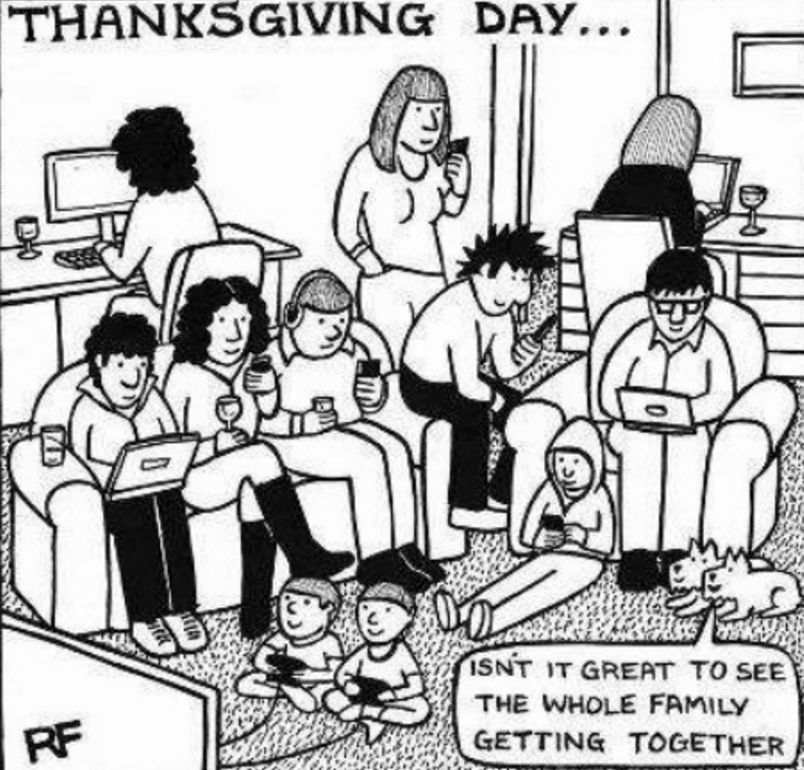 THANKSGIVING DAY...
ISN'T IT GREAT TO SEE
THE WHOLE FAMILY
GETTING TOGETHER
RF